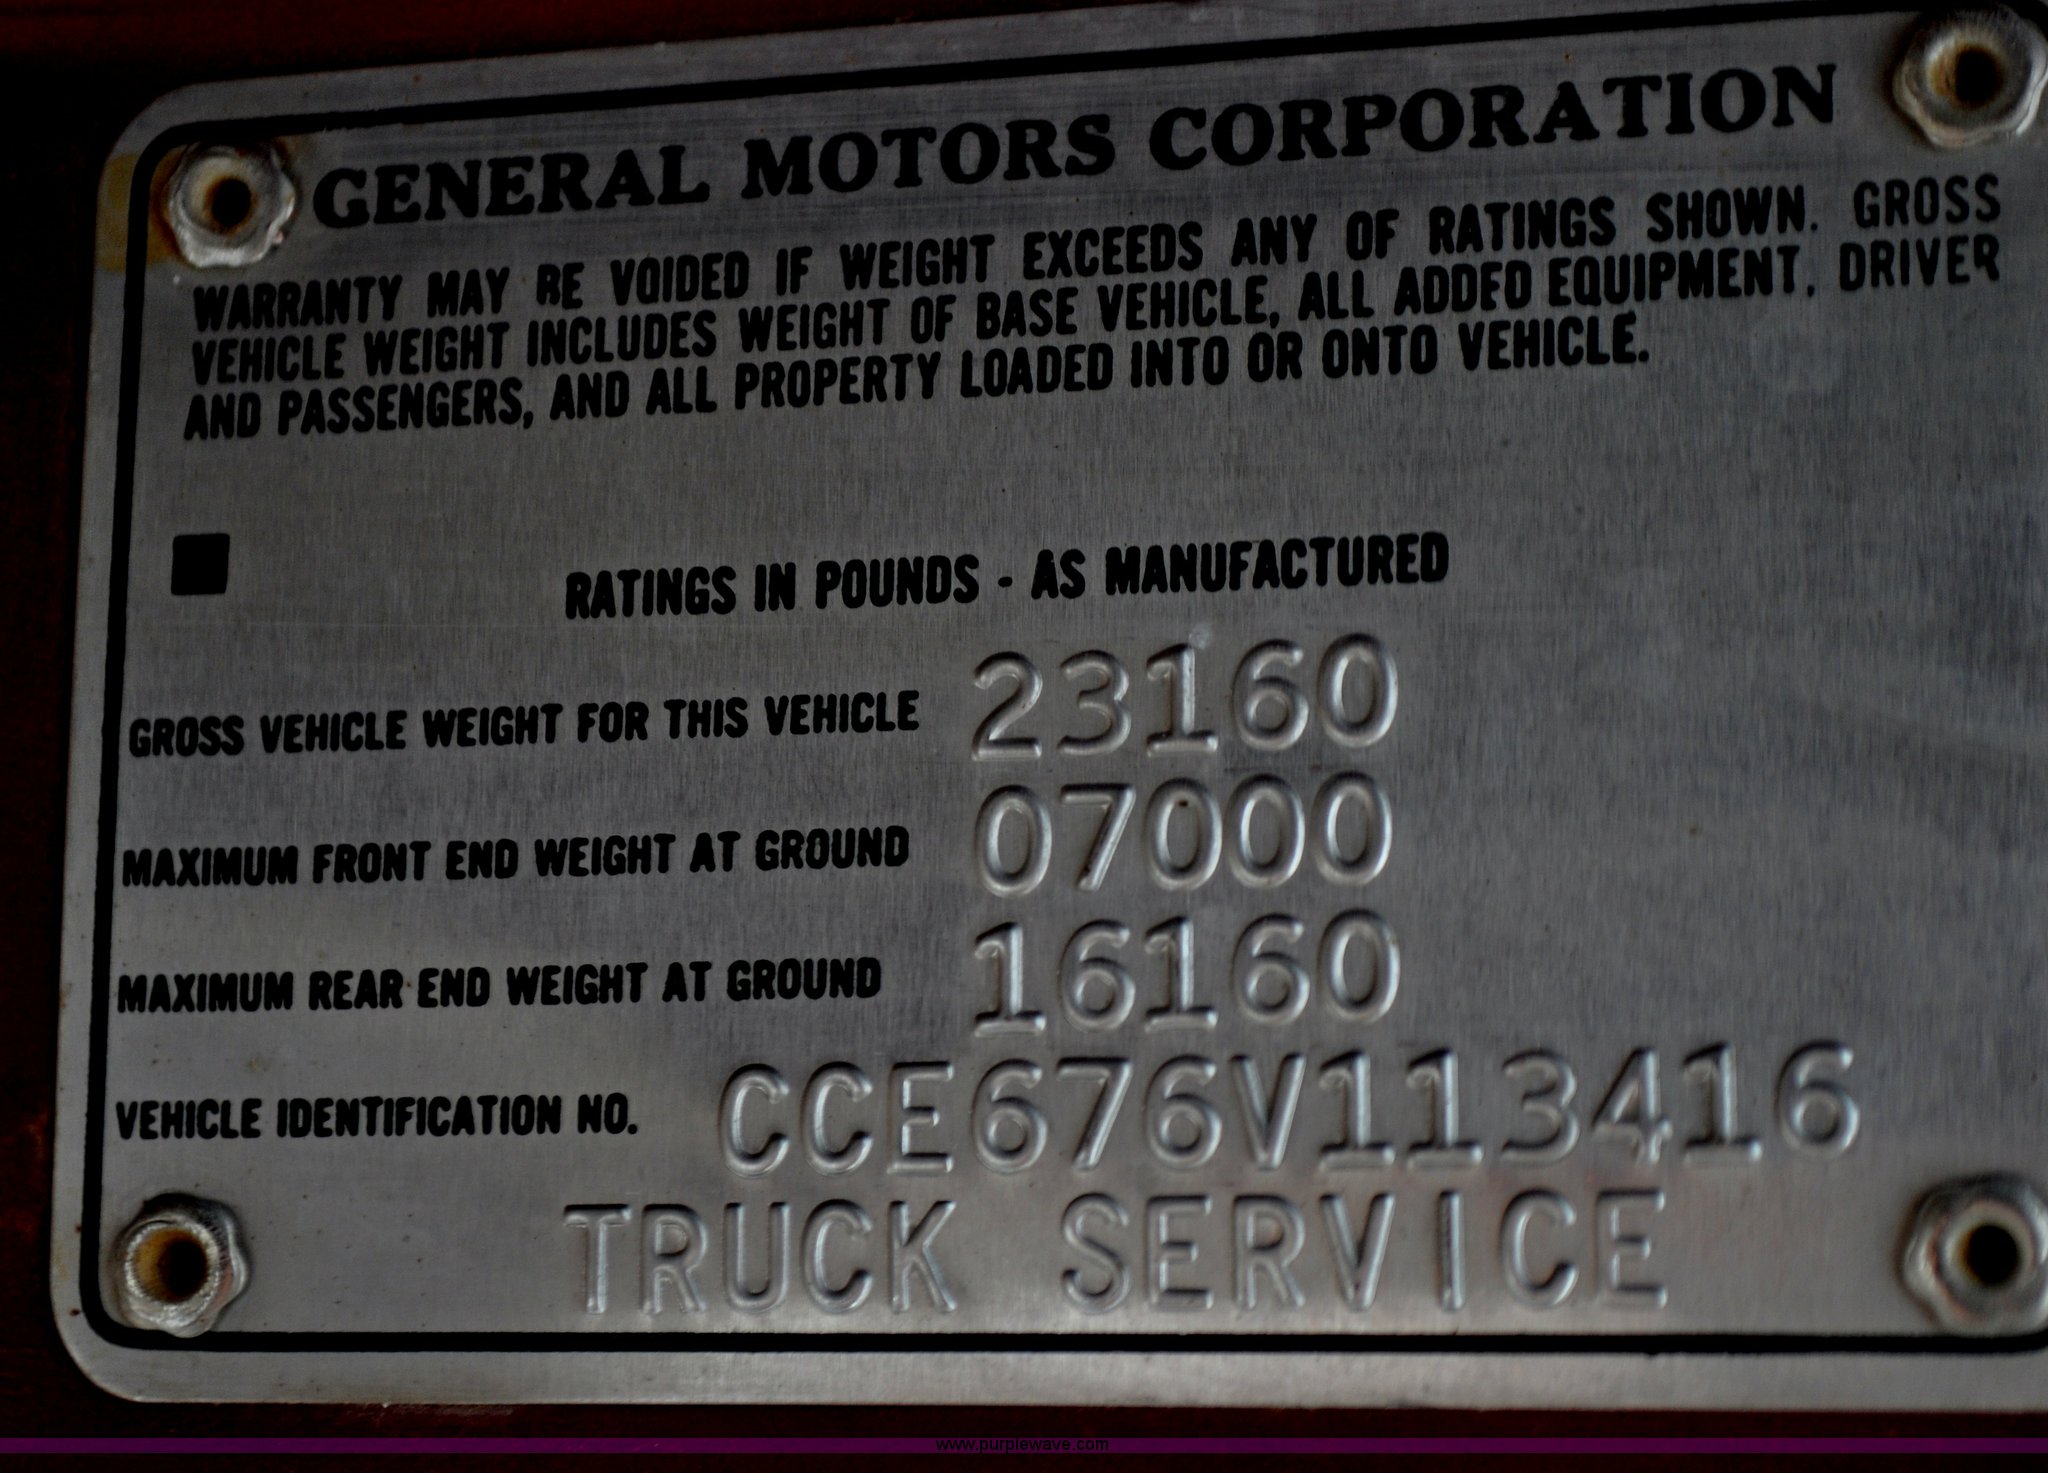 GENERAL MOTORS CORPORATION
WARRANTY MAY BE VOIDED IF WEIGHT EXCEEDS ANY OF RATINGS SHOWN. GROSS
VEHICLE WEIGHT INCLUDES WEIGHT OF BASE VEHICLE, ALL ADDED EQUIPMENT, DRIVER
AND PASSENGERS, AND ALL PROPERTY LOADED INTO OR ONTO VEHICLE.
RATINGS IN POUNDS - AS MANUFACTURED
GROSS VEHICLE WEIGHT FOR THIS VEHICLE 23160
MAXIMUM FRONT END WEIGHT AT GROUND 07000
MAXIMUM REAR END WEIGHT AT GROUND 16160
VEHICLE IDENTIFICATION NO. CCE676V113416
TRUCK SERVICE
www.purplewave.com